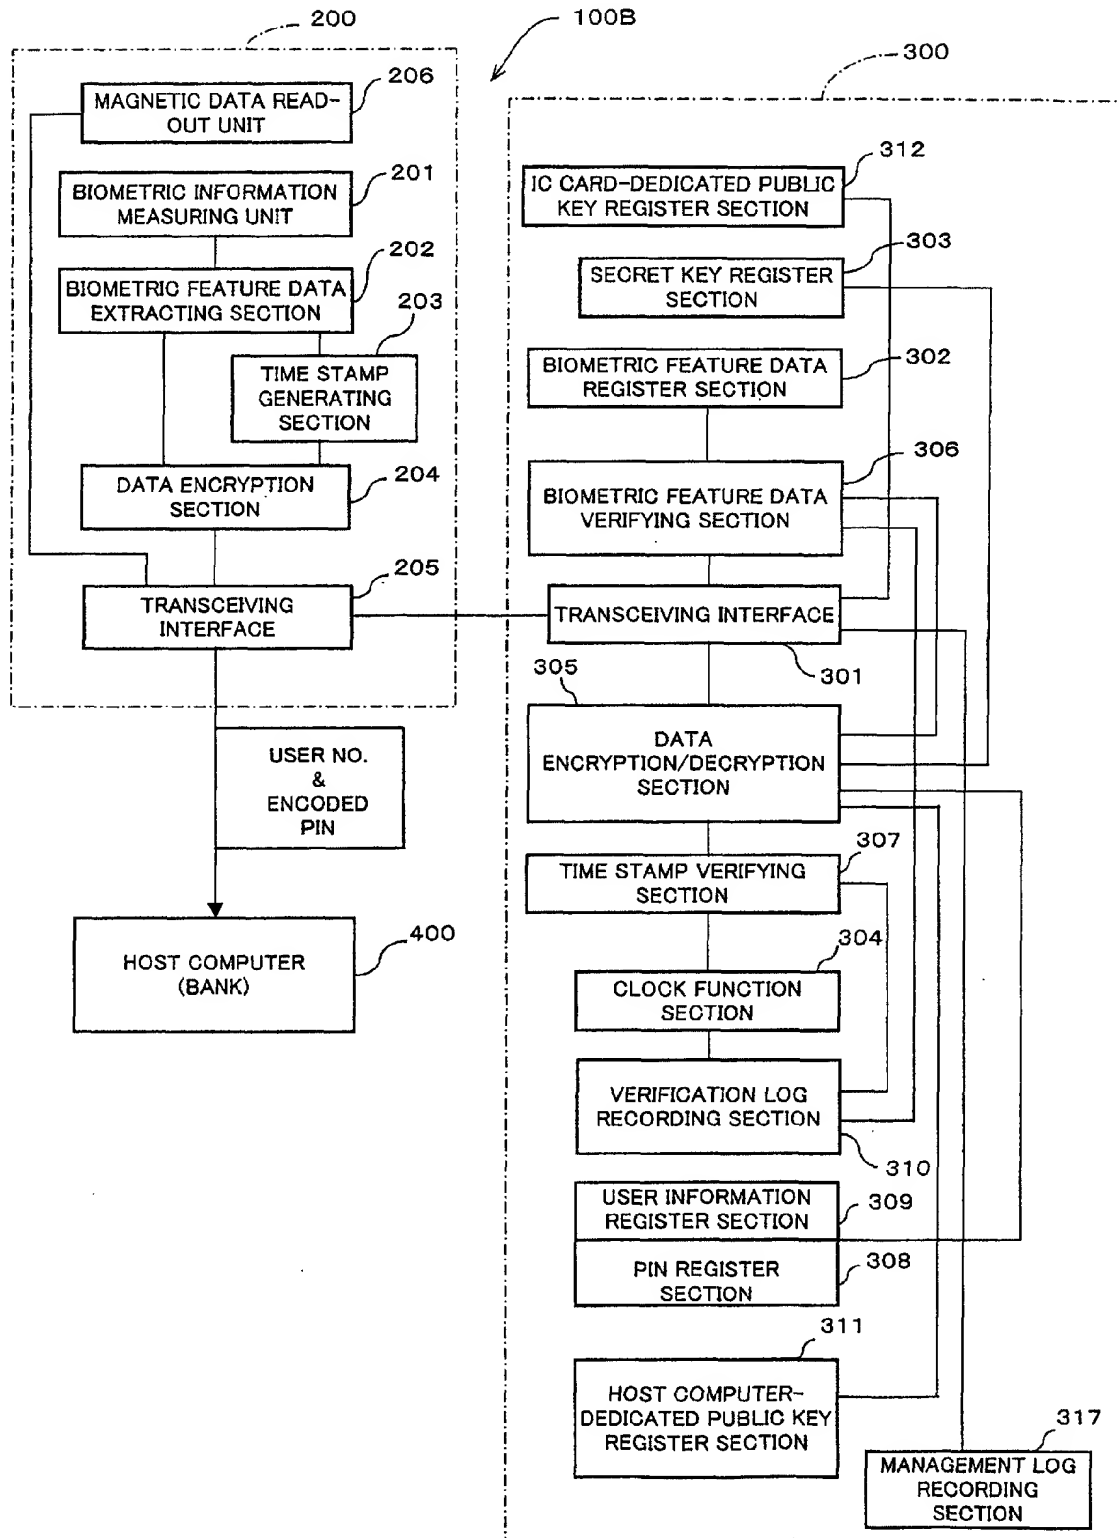 200
100B
206
MAGNETIC DATA READ-
OUT UNIT
201
BIOMETRIC INFORMATION
MEASURING UNIT
202
BIOMETRIC FEATURE DATA
EXTRACTING SECTION
203
TIME STAMP
GENERATING
SECTION
204
DATA ENCRYPTION
SECTION
205
TRANSCEIVING
INTERFACE
USER NO.
&
ENCODED
PIN
400
HOST COMPUTER
(BANK)
300
312
IC CARD-DEDICATED PUBLIC
KEY REGISTER SECTION
303
SECRET KEY REGISTER
SECTION
302
BIOMETRIC FEATURE DATA
REGISTER SECTION
306
BIOMETRIC FEATURE DATA
VERIFYING SECTION
TRANSCEIVING INTERFACE
301
305
DATA
ENCRYPTION/DECRYPTION
SECTION
307
TIME STAMP VERIFYING
SECTION
304
CLOCK FUNCTION
SECTION
VERIFICATION LOG
RECORDING SECTION
310
USER INFORMATION
REGISTER SECTION
309
PIN REGISTER
SECTION
308
311
HOST COMPUTER-
DEDICATED PUBLIC KEY
REGISTER SECTION
317
MANAGEMENT LOG
RECORDING
SECTION